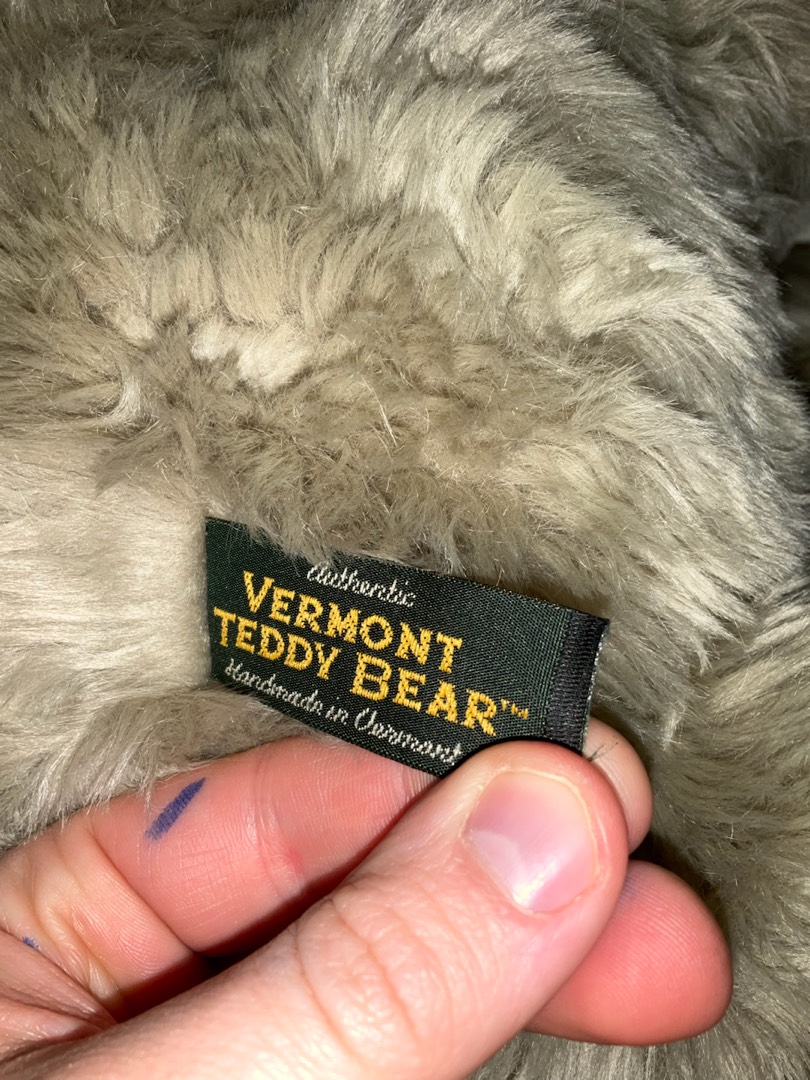 Authentic
VERMONT
TEDDY BEAR™
Handmade in Vermont